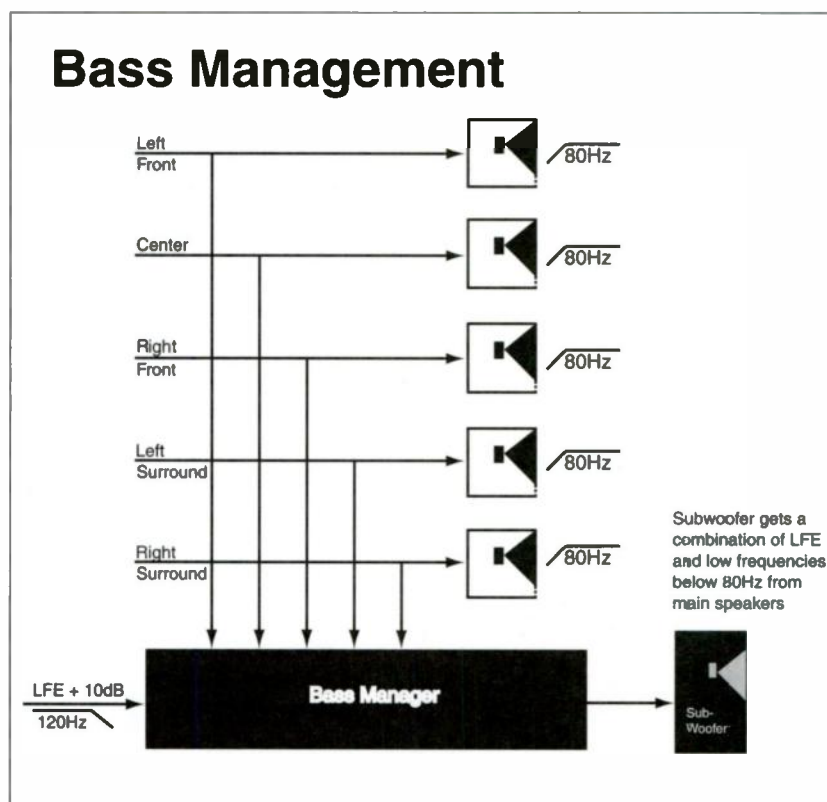 Bass Management
Left
Front
80Hz
Center
80Hz
Right
Front
80Hz
Left
Surround
80Hz
Right
Surround
80Hz
Subwoofer gets a
combination of LFE
and low frequencies
below 80Hz from
main speakers
LFE + 10dB
120Hz
Bass Manager
Sub-
Woofer